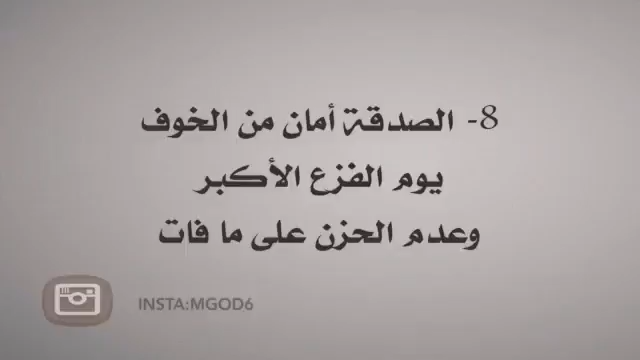 8- الصدقة أمان من الخوف
يوم الفزع الأكبر
وعدم الحزن على ما فات
INSTA:MGOD6